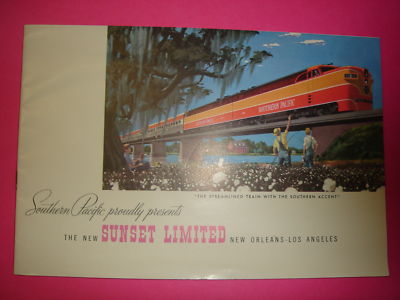 SOUTHERN PACIFIC
"THE STREAMLINED TRAIN WITH THE SOUTHERN ACCENT"
Southern Pacific proudly presents
THE NEW SUNSET LIMITED NEW ORLEANS-LOS ANGELES